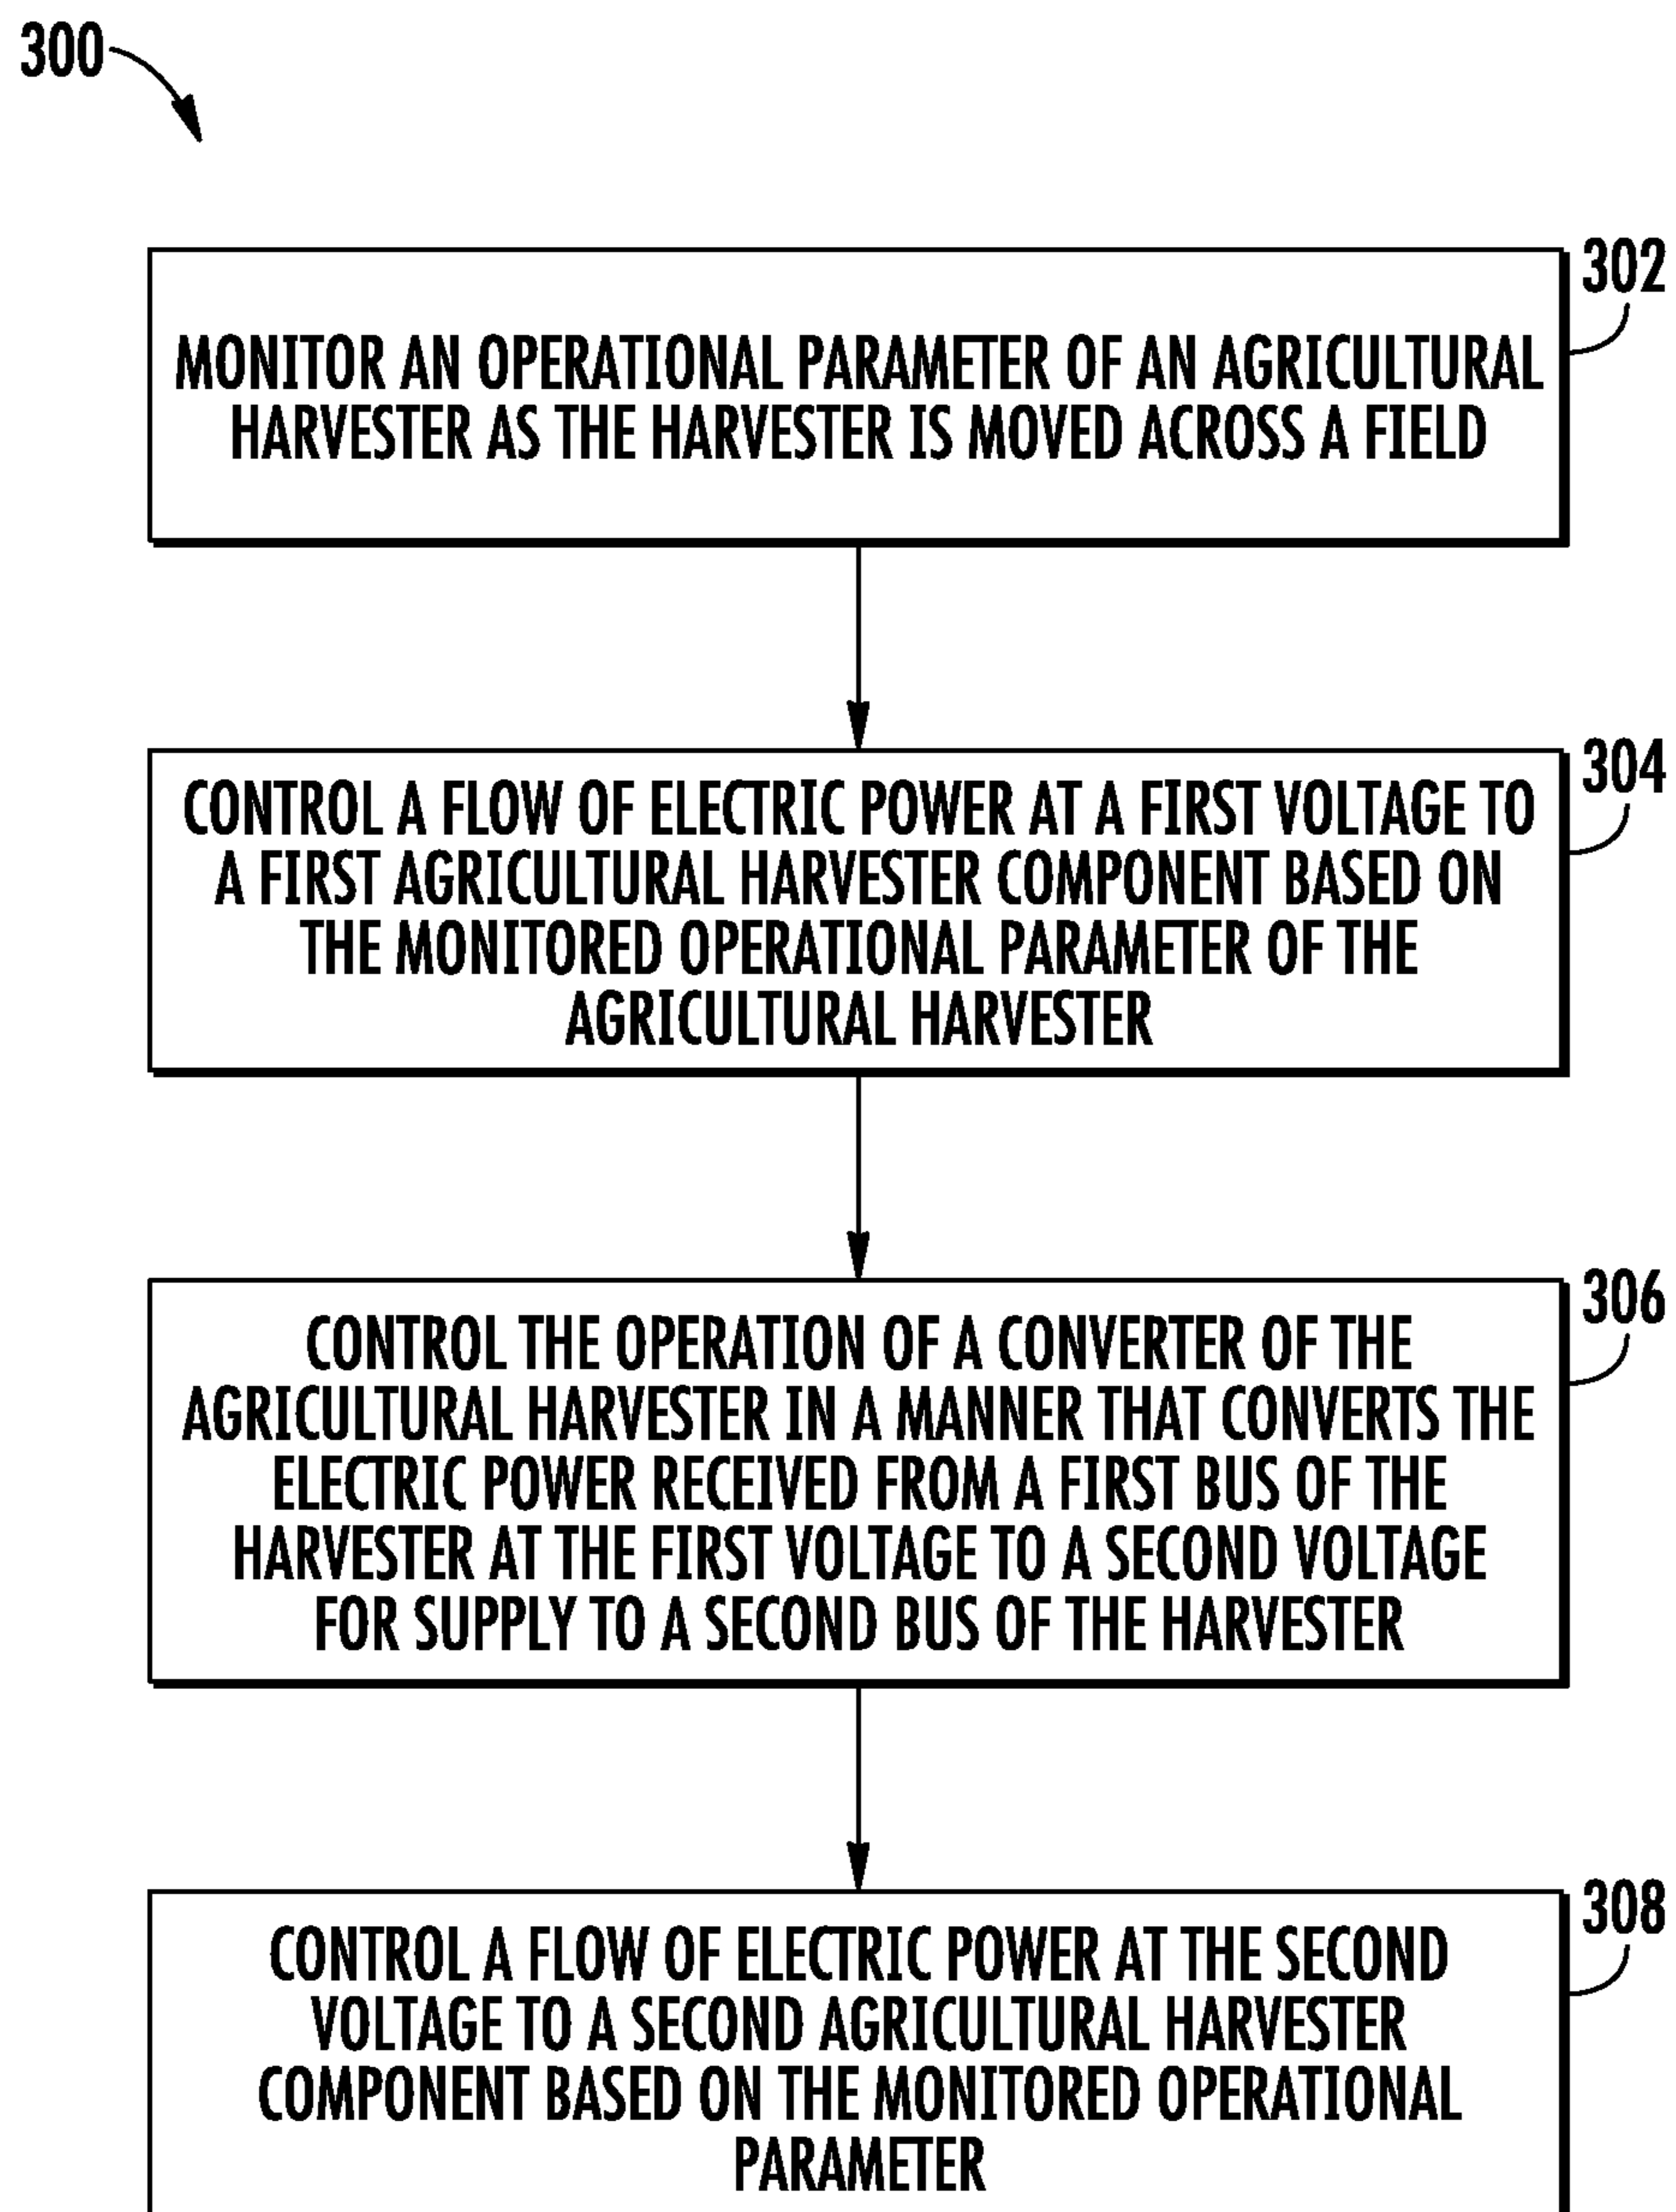 300
302
MONITOR AN OPERATIONAL PARAMETER OF AN AGRICULTURAL
HARVESTER AS THE HARVESTER IS MOVED ACROSS A FIELD
304
CONTROL A FLOW OF ELECTRIC POWER AT A FIRST VOLTAGE TO
A FIRST AGRICULTURAL HARVESTER COMPONENT BASED ON
THE MONITORED OPERATIONAL PARAMETER OF THE
AGRICULTURAL HARVESTER
306
CONTROL THE OPERATION OF A CONVERTER OF THE
AGRICULTURAL HARVESTER IN A MANNER THAT CONVERTS THE
ELECTRIC POWER RECEIVED FROM A FIRST BUS OF THE
HARVESTER AT THE FIRST VOLTAGE TO A SECOND VOLTAGE
FOR SUPPLY TO A SECOND BUS OF THE HARVESTER
308
CONTROL A FLOW OF ELECTRIC POWER AT THE SECOND
VOLTAGE TO A SECOND AGRICULTURAL HARVESTER
COMPONENT BASED ON THE MONITORED OPERATIONAL
PARAMETER